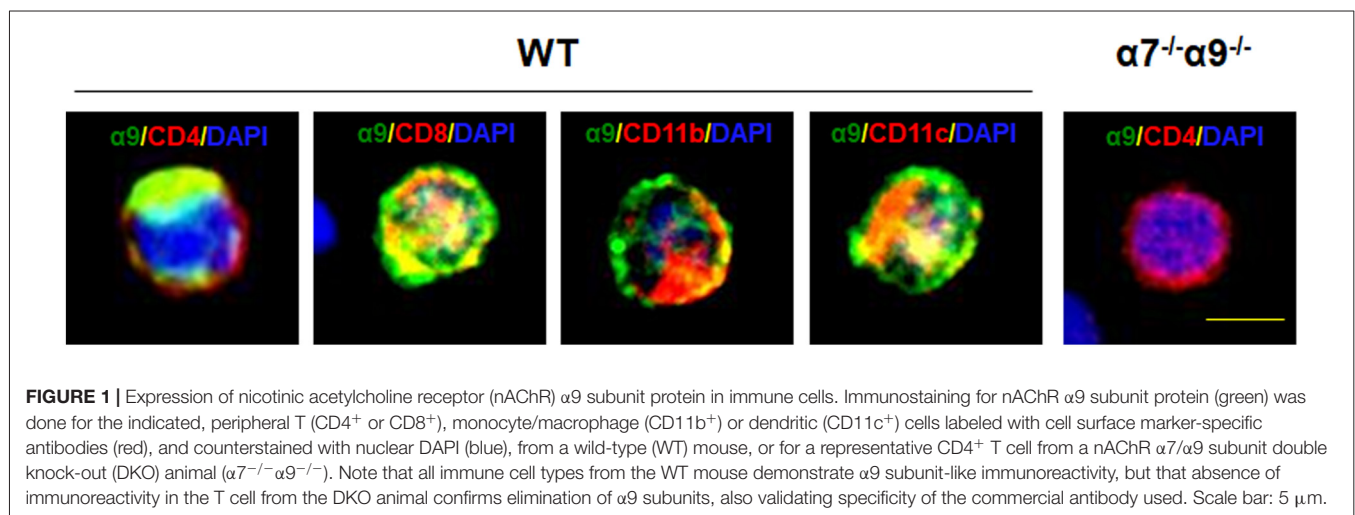 WT
α7-/-α9-/-
α9/CD4/DAPI
α9/CD8/DAPI
α9/CD11b/DAPI
α9/CD11c/DAPI
α9/CD4/DAPI
FIGURE 1 | Expression of nicotinic acetylcholine receptor (nAChR) α9 subunit protein in immune cells. Immunostaining for nAChR α9 subunit protein (green) was
done for the indicated, peripheral T (CD4+ or CD8+), monocyte/macrophage (CD11b+) or dendritic (CD11c+) cells labeled with cell surface marker-specific
antibodies (red), and counterstained with nuclear DAPI (blue), from a wild-type (WT) mouse, or for a representative CD4+ T cell from a nAChR α7/α9 subunit double
knock-out (DKO) animal (α7−/−α9−/−). Note that all immune cell types from the WT mouse demonstrate α9 subunit-like immunoreactivity, but that absence of
immunoreactivity in the T cell from the DKO animal confirms elimination of α9 subunits, also validating specificity of the commercial antibody used. Scale bar: 5 μm.